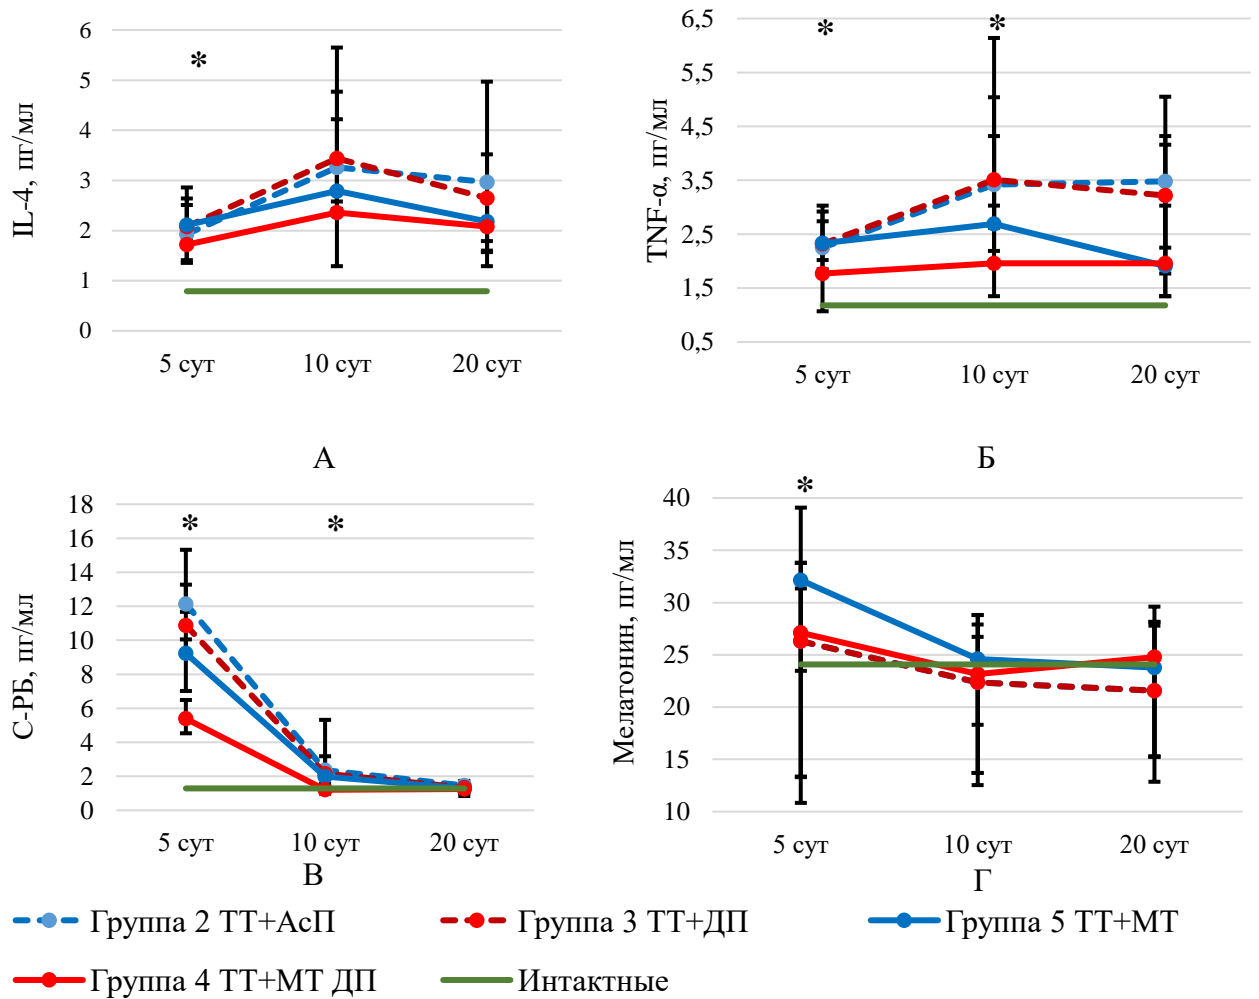 6
5
4
3
2
1
0
IL-4, пг/мл
*
5 сут
10 сут
20 сут
А
6,5
5,5
4,5
3,5
2,5
1,5
0,5
TNF-α, пг/мл
*
*
5 сут
10 сут
20 сут
Б
18
16
14
12
10
8
6
4
2
0
С-РБ, пг/мл
*
*
5 сут
10 сут
20 сут
В
40
35
30
25
20
15
10
Мелатонин, пг/мл
*
5 сут
10 сут
20 сут
Г
Группа 2 ТТ+АсП
Группа 3 ТТ+ДП
Группа 5 ТТ+МТ
Группа 4 ТТ+МТ ДП
Интактные